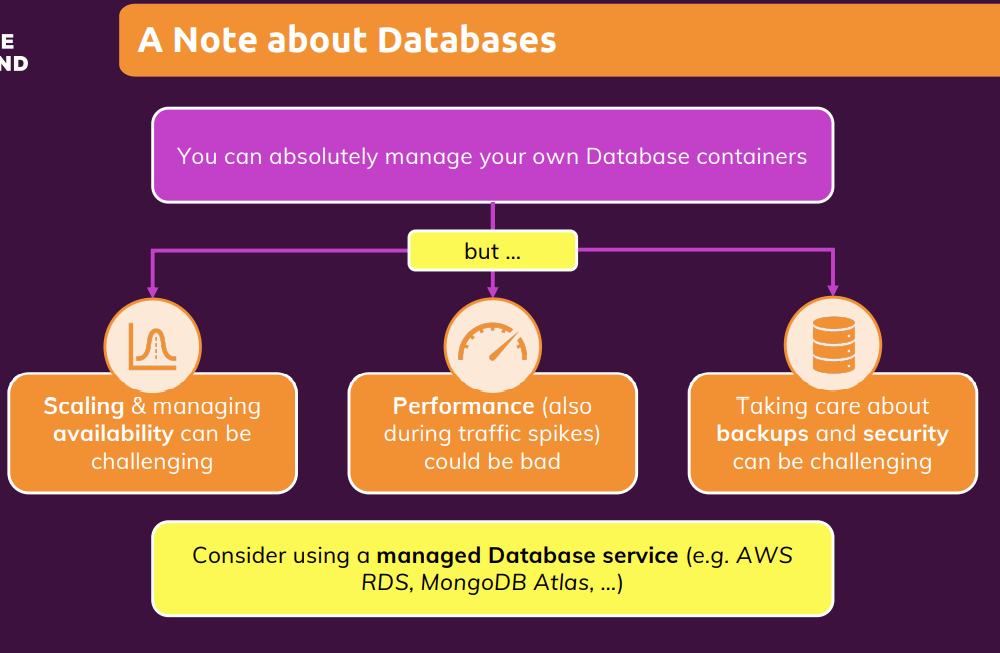 E
ND
A Note about Databases
You can absolutely manage your own Database containers
but ...
Scaling & managing
availability can be
challenging
Performance (also
during traffic spikes)
could be bad
Taking care about
backups and security
can be challenging
Consider using a managed Database service (e.g. AWS
RDS, MongoDB Atlas, ...)